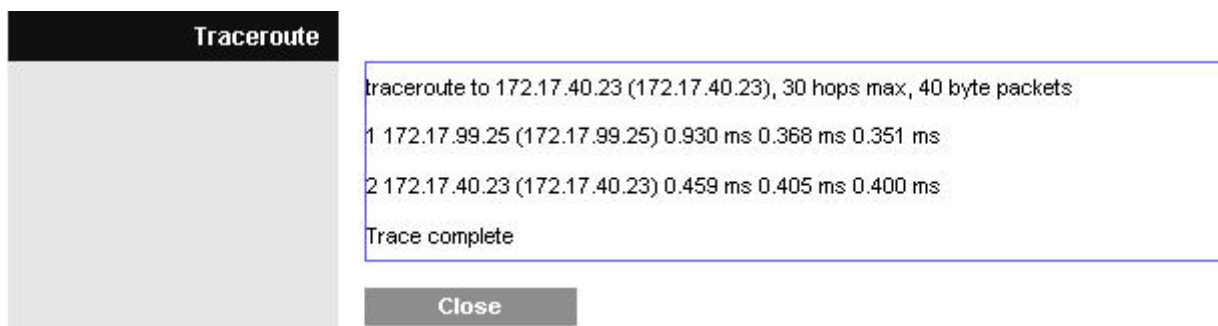 Traceroute
traceroute to 172.17.40.23 (172.17.40.23), 30 hops max, 40 byte packets
1 172.17.99.25 (172.17.99.25) 0.930 ms 0.368 ms 0.351 ms
2 172.17.40.23 (172.17.40.23) 0.459 ms 0.405 ms 0.400 ms
Trace complete
Close